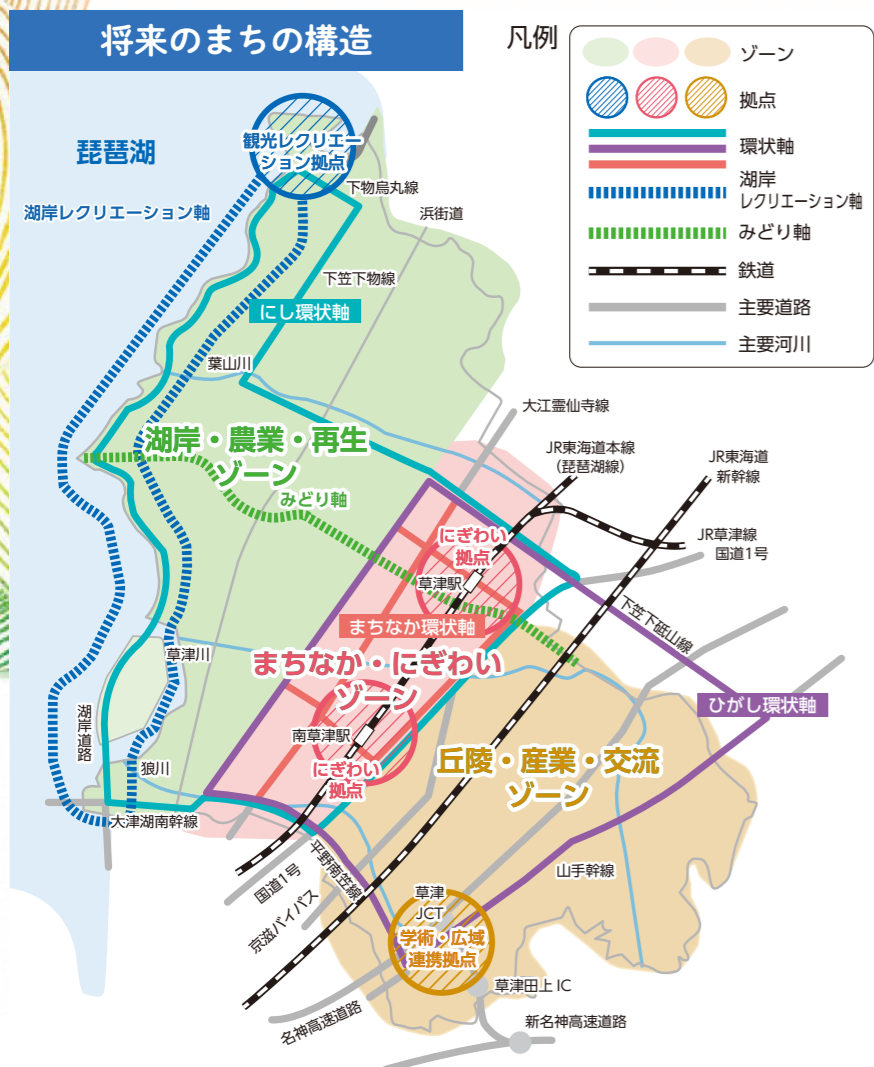 将来のまちの構造
凡例
ゾーン
拠点
環状軸
湖岸
レクリエーション軸
みどり軸
鉄道
主要道路
主要河川
琵琶湖
湖岸レクリエーション軸
観光レクリエー
ション拠点
下物烏丸線
浜街道
下笠下物線
にし環状軸
葉山川
大江霊仙寺線
JR東海道本線
(琵琶湖線)
JR東海道
新幹線
湖岸・農業・再生
ゾーン
みどり軸
にぎわい
拠点
草津駅
JR草津線
国道1号
下笠下砥山線
まちなか環状軸
まちなか・にぎわい
ゾーン
草津川
湖岸道路
ひがし環状軸
南草津駅
にぎわい
拠点
丘陵・産業・交流
ゾーン
狼川
大津湖南幹線
国道1号
平野南笠線
京滋バイパス
山手幹線
草津
JCT
学術・広域
連携拠点
草津田上 IC
名神高速道路
新名神高速道路